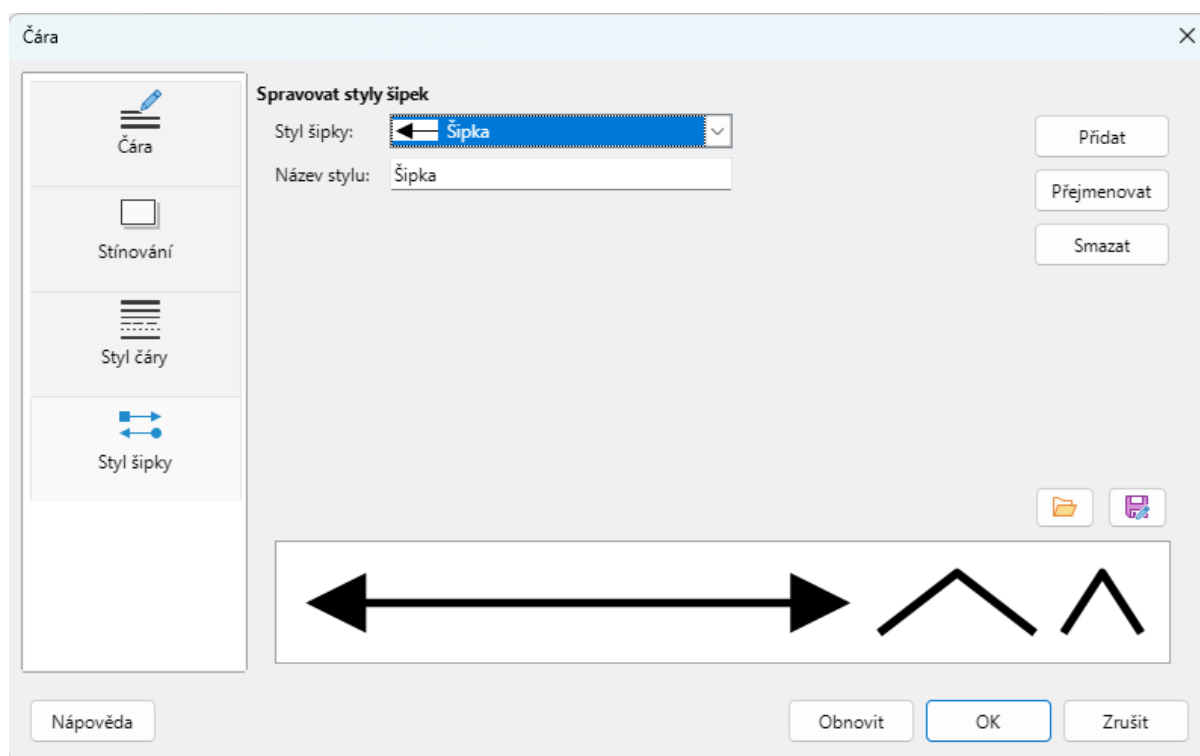 Čára
Čára
Stínování
Styl čáry
Styl šipky
Spravovat styly šipek
Styl šipky:
Šipka
Název stylu:
Šipka
Přidat
Přejmenovat
Smazat
Nápověda
Obnovit
OK
Zrušit